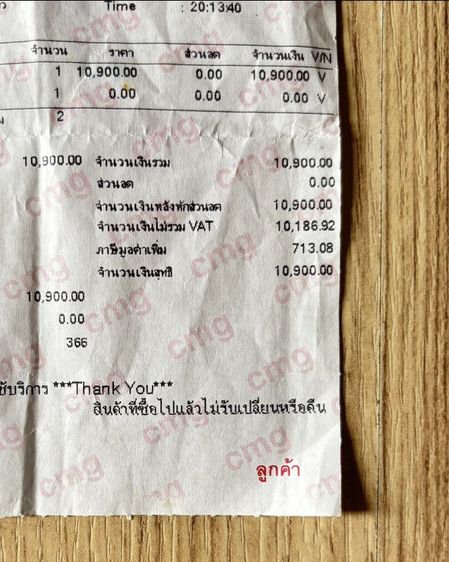 Time : 20:13:40
จำนวน ราคา ส่วนลด จำนวนเงิน V/N
1 10,900.00 0.00 10,900.00 V
1 0.00 0.00 0.00 V
2
10,900.00 จำนวนเงินรวม 10,900.00
ส่วนลด 0.00
จำนวนเงินหลังหักส่วนลด 10,900.00
จำนวนเงินไม่รวม VAT 10,186.92
ภาษีมูลค่าเพิ่ม 713.08
จำนวนเงินสุทธิ 10,900.00
10,900.00
0.00
366
ช้บริการ ***Thank You***
สินค้าที่ซื้อไปแล้วไม่รับเปลี่ยนหรือคืน
ลูกค้า